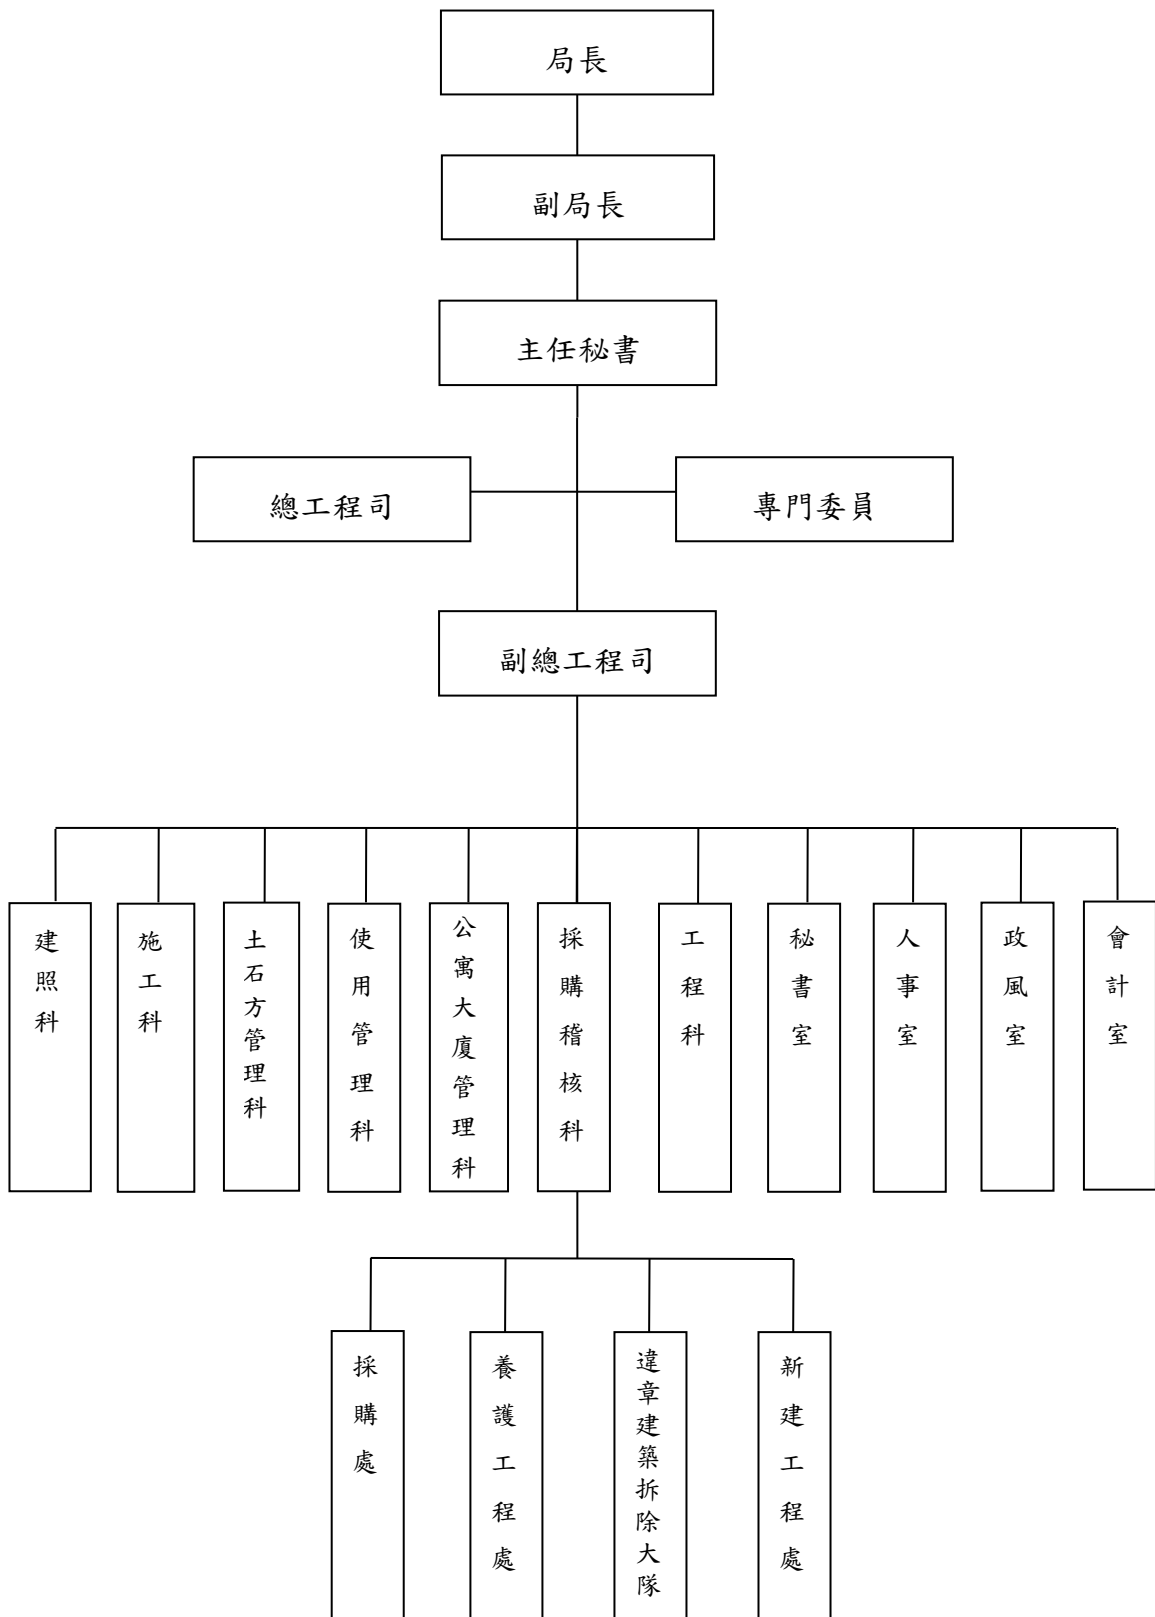 局長
副局長
主任秘書
總工程司
專門委員
副總工程司
建照科
施工科
土石方管理科
使用管理科
公寓大廈管理科
採購稽核科
工程科
秘書室
人事室
政風室
會計室
採購處
養護工程處
違章建築拆除大隊
新建工程處